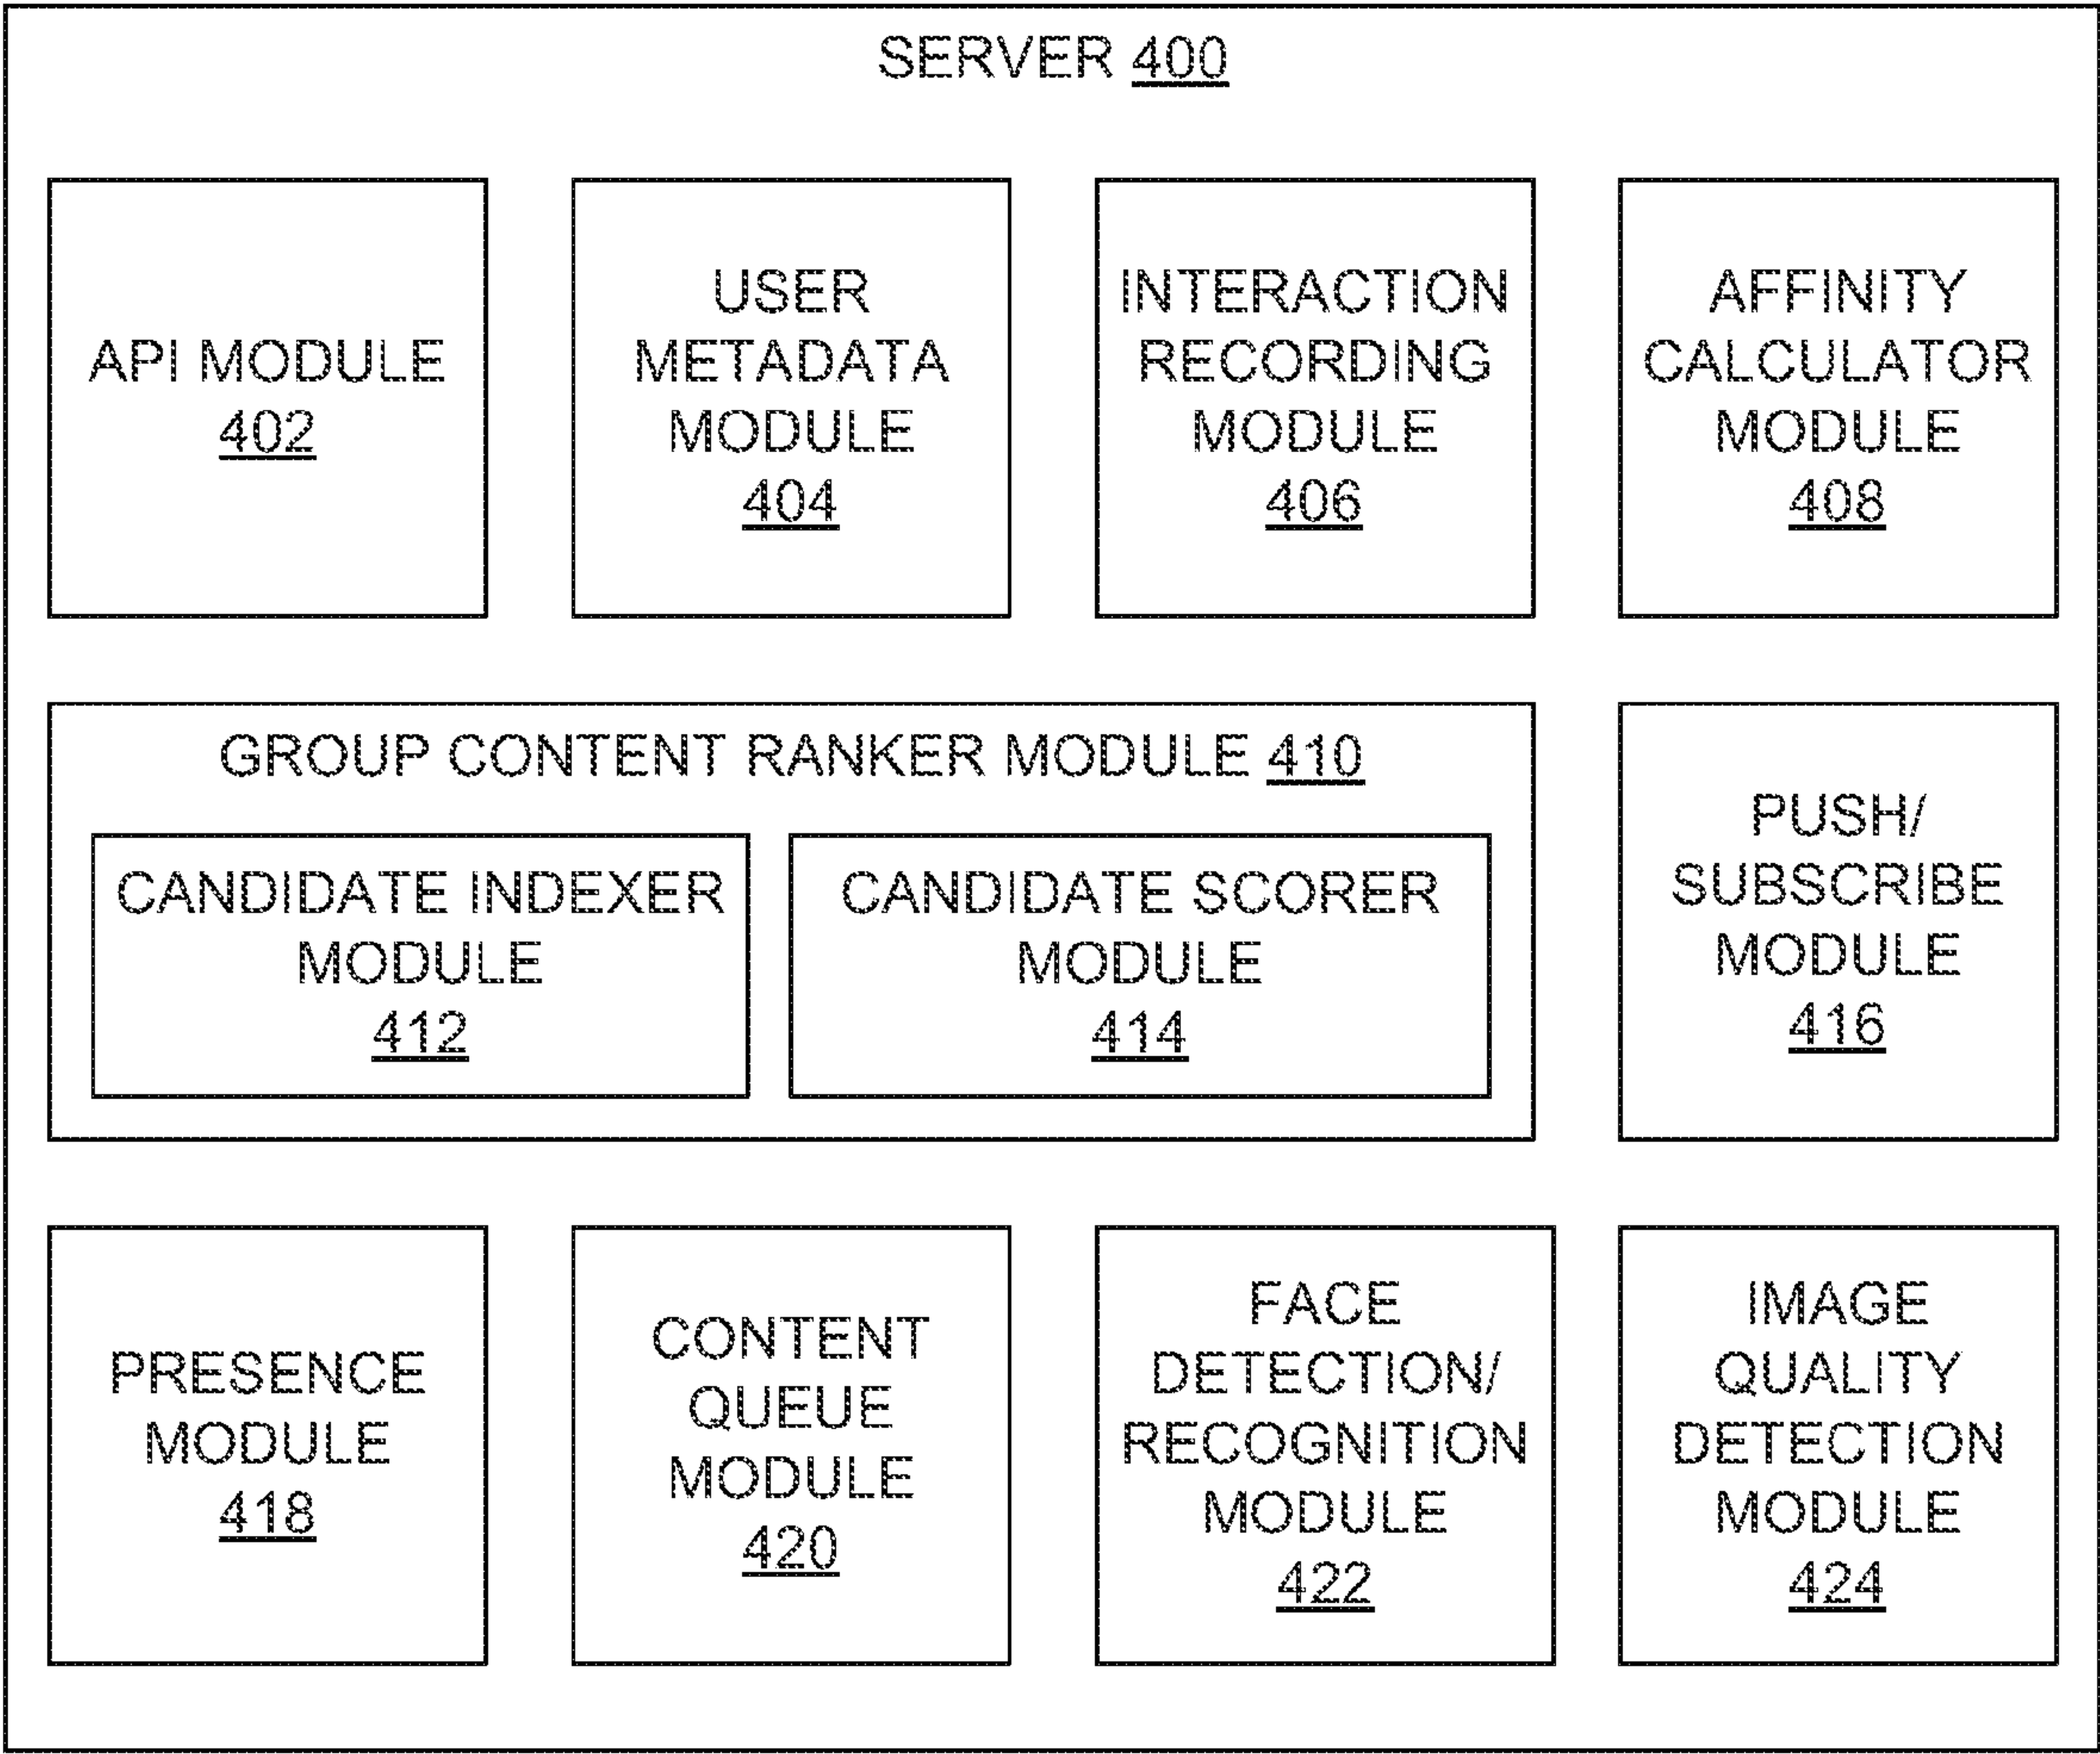 SERVER 400
API MODULE
402
USER
METADATA
MODULE
404
INTERACTION
RECORDING
MODULE
406
AFFINITY
CALCULATOR
MODULE
408
GROUP CONTENT RANKER MODULE 410
CANDIDATE INDEXER
MODULE
412
CANDIDATE SCORER
MODULE
414
PUSH/
SUBSCRIBE
MODULE
416
PRESENCE
MODULE
418
CONTENT
QUEUE
MODULE
420
FACE
DETECTION/
RECOGNITION
MODULE
422
IMAGE
QUALITY
DETECTION
MODULE
424